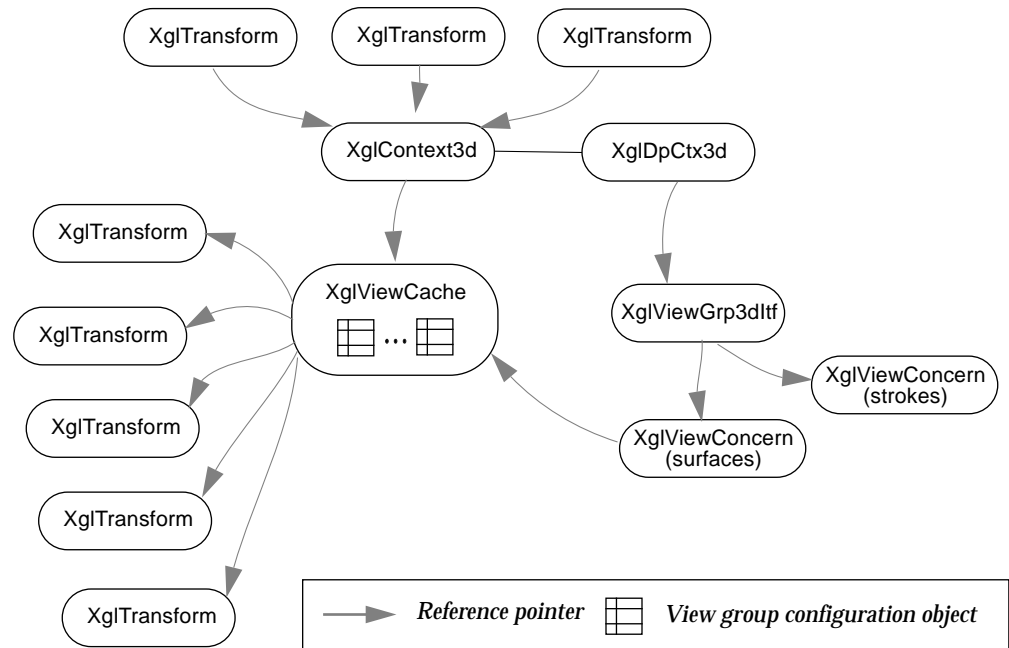 XglTransform
XglTransform
XglTransform
XglContext3d
XglDpCtx3d
XglTransform
XglViewCache
XglViewGrp3dItf
XglTransform
XglViewConcern
(strokes)
XglTransform
XglViewConcern
(surfaces)
XglTransform
XglTransform
Reference pointer
View group configuration object